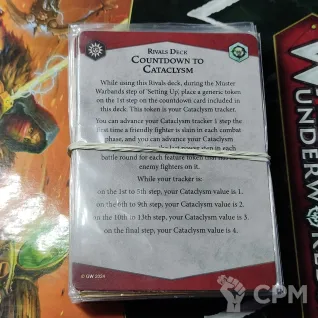 RIVALS DECK
COUNTDOWN TO
CATACLYSM
While using this Rivals deck, during the Muster
Warbands step of 'Setting Up', place a generic token
on the 1st step on the countdown card included in
this deck. This token is your Cataclysm tracker.
You can advance your Cataclysm tracker 1 step the
first time a friendly fighter is slain in each combat
phase, and you can advance your Cataclysm
power step in each
battle round for each feature token that
enemy fighters on it.
While your tracker is:
on the 1st to 5th step, your Cataclysm value is 1.
on the 6th to 9th step, your Cataclysm value is 2.
on the 10th to 13th step, your Cataclysm value is 3.
on the final step, your Cataclysm value is 4.
© GW 2024
UNDERWORLDS
CPM